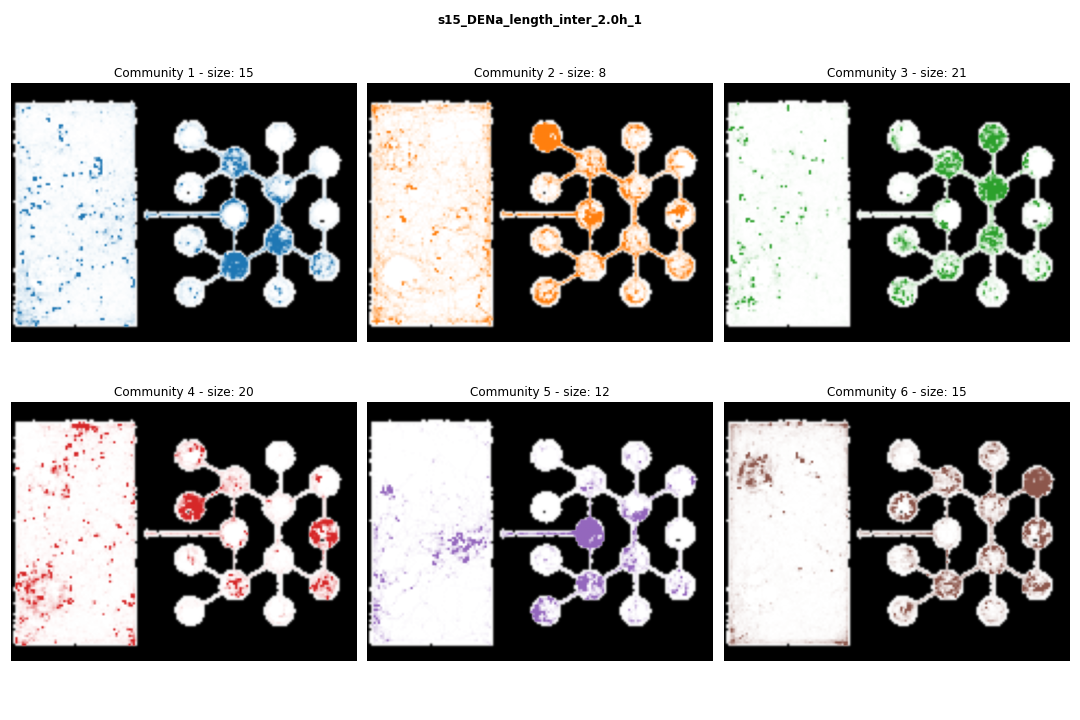 s15_DENa_length_inter_2.0h_1
Community 1 - size: 15
Community 2 - size: 8
Community 3 - size: 21
Community 4 - size: 20
Community 5 - size: 12
Community 6 - size: 15